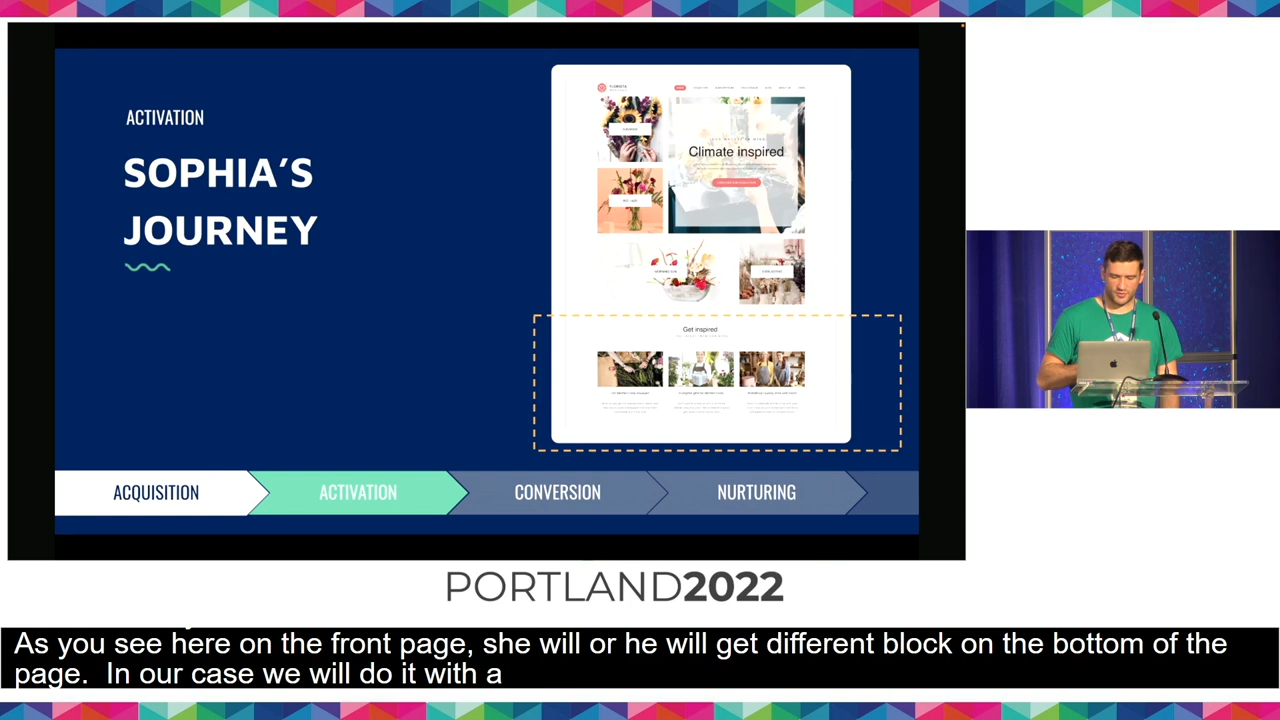 ACTIVATION
SOPHIA'S
JOURNEY
Climate inspired
Get inspired
ACQUISITION
ACTIVATION
CONVERSION
NURTURING
PORTLAND2022
As you see here on the front page, she will or he will get different block on the bottom of the
page. In our case we will do it with a